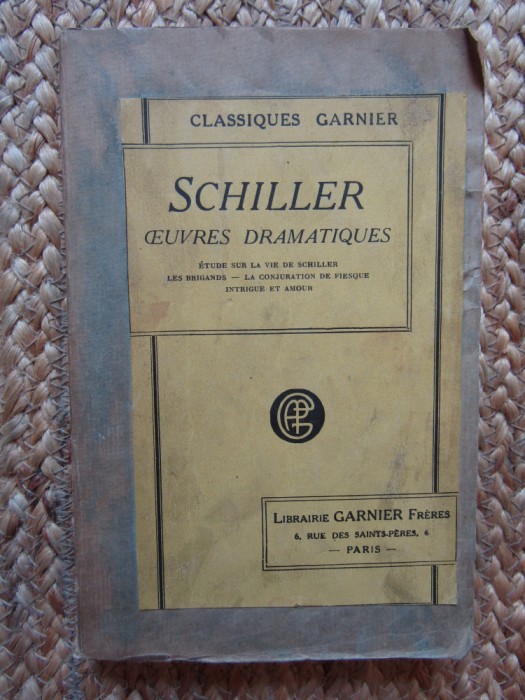 CLASSIQUES GARNIER
SCHILLER
ŒUVRES DRAMATIQUES
ÉTUDE SUR LA VIE DE SCHILLER
LES BRIGANDS — LA CONJURATION DE FIESQUE
INTRIGUE ET AMOUR
LIBRAIRIE GARNIER FRÈRES
6, RUE DES SAINTS-PÈRES, 6
— PARIS —